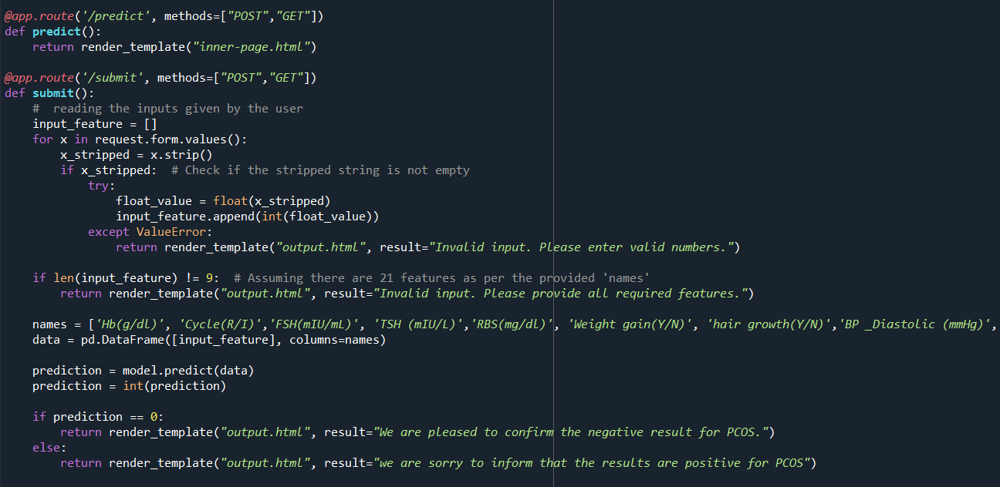 @app.route('/predict', methods=["POST","GET"])
def predict():
    return render_template("inner-page.html")

@app.route('/submit', methods=["POST","GET"])
def submit():
    #  reading the inputs given by the user
    input_feature = []
    for x in request.form.values():
        x_stripped = x.strip()
        if x_stripped:  # Check if the stripped string is not empty
            try:
                float_value = float(x_stripped)
                input_feature.append(int(float_value))
            except ValueError:
                return render_template("output.html", result="Invalid input. Please enter valid numbers.")

    if len(input_feature) != 9:  # Assuming there are 21 features as per the provided 'names'
        return render_template("output.html", result="Invalid input. Please provide all required features.")

    names = ['Hb(g/dl)', 'Cycle(R/I)','FSH(mIU/mL)', 'TSH (mIU/L)','RBS(mg/dl)', 'Weight gain(Y/N)', 'hair growth(Y/N)','BP _Diastolic (mmHg)',
    data = pd.DataFrame([input_feature], columns=names)

    prediction = model.predict(data)
    prediction = int(prediction)

    if prediction == 0:
        return render_template("output.html", result="We are pleased to confirm the negative result for PCOS.")
    else:
        return render_template("output.html", result="we are sorry to inform that the results are positive for PCOS")